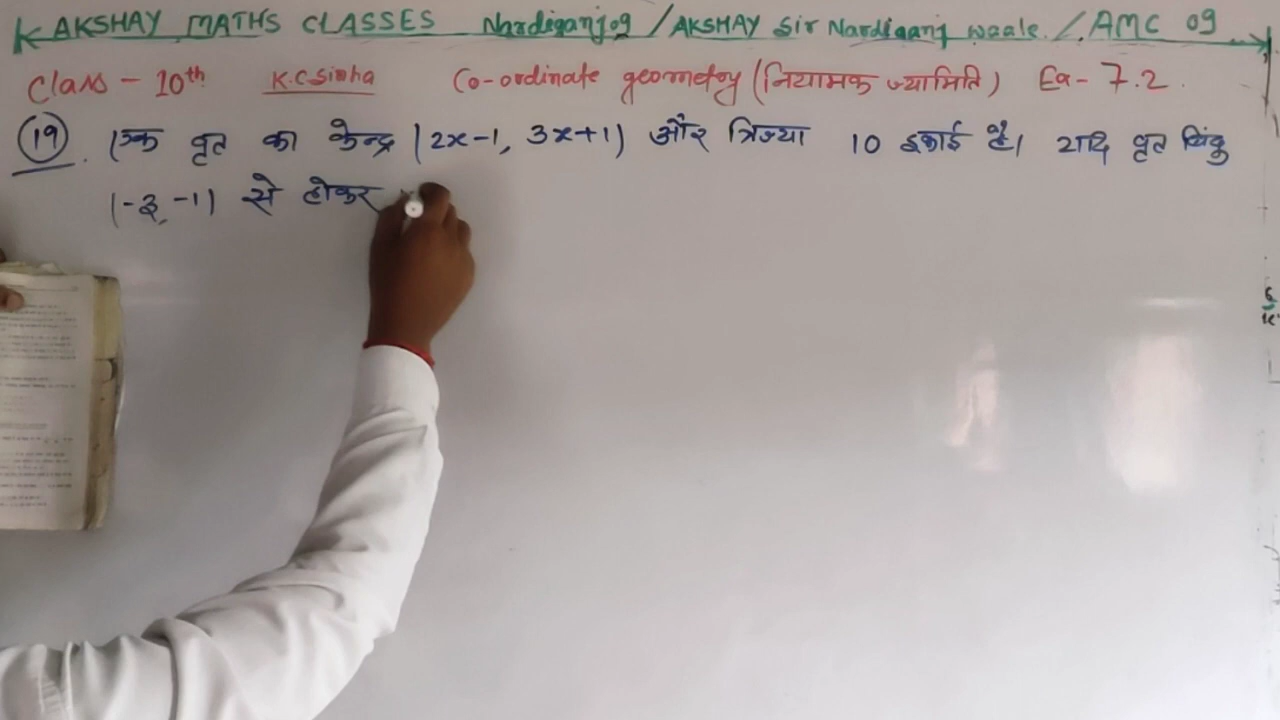 AKSHAY MATHS CLASSES Nardiganj 09 / AKSHAY Sir Nardiganj waale / AMC 09
Class - 10th K.C. Sinha Co-ordinate geometry (नियामक ज्यामिति) Ex- 7.2
(19). एक वृत का केन्द्र (2x-1, 3x+1) और त्रिज्या 10 इकाई है। यदि वृत बिंदु
(-3, -1) से होकर